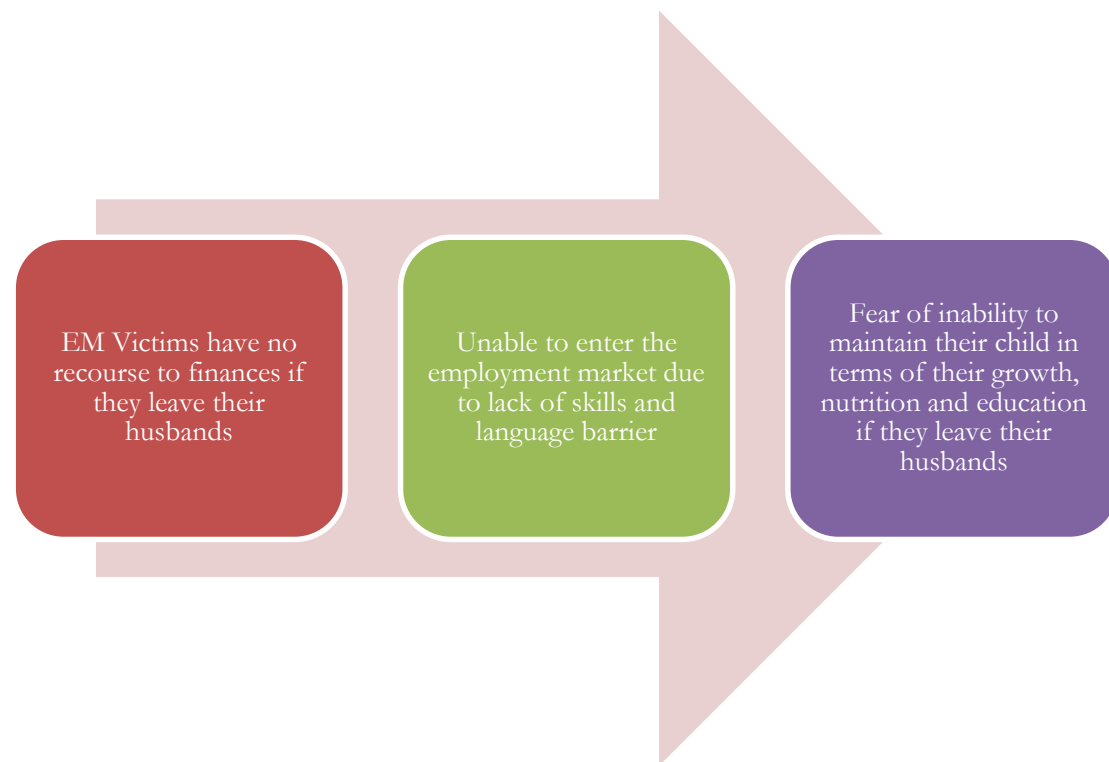 EM Victims have no
recourse to finances if
they leave their
husbands
Unable to enter the
employment market due
to lack of skills and
language barrier
Fear of inability to
maintain their child in
terms of their growth,
nutrition and education
if they leave their
husbands